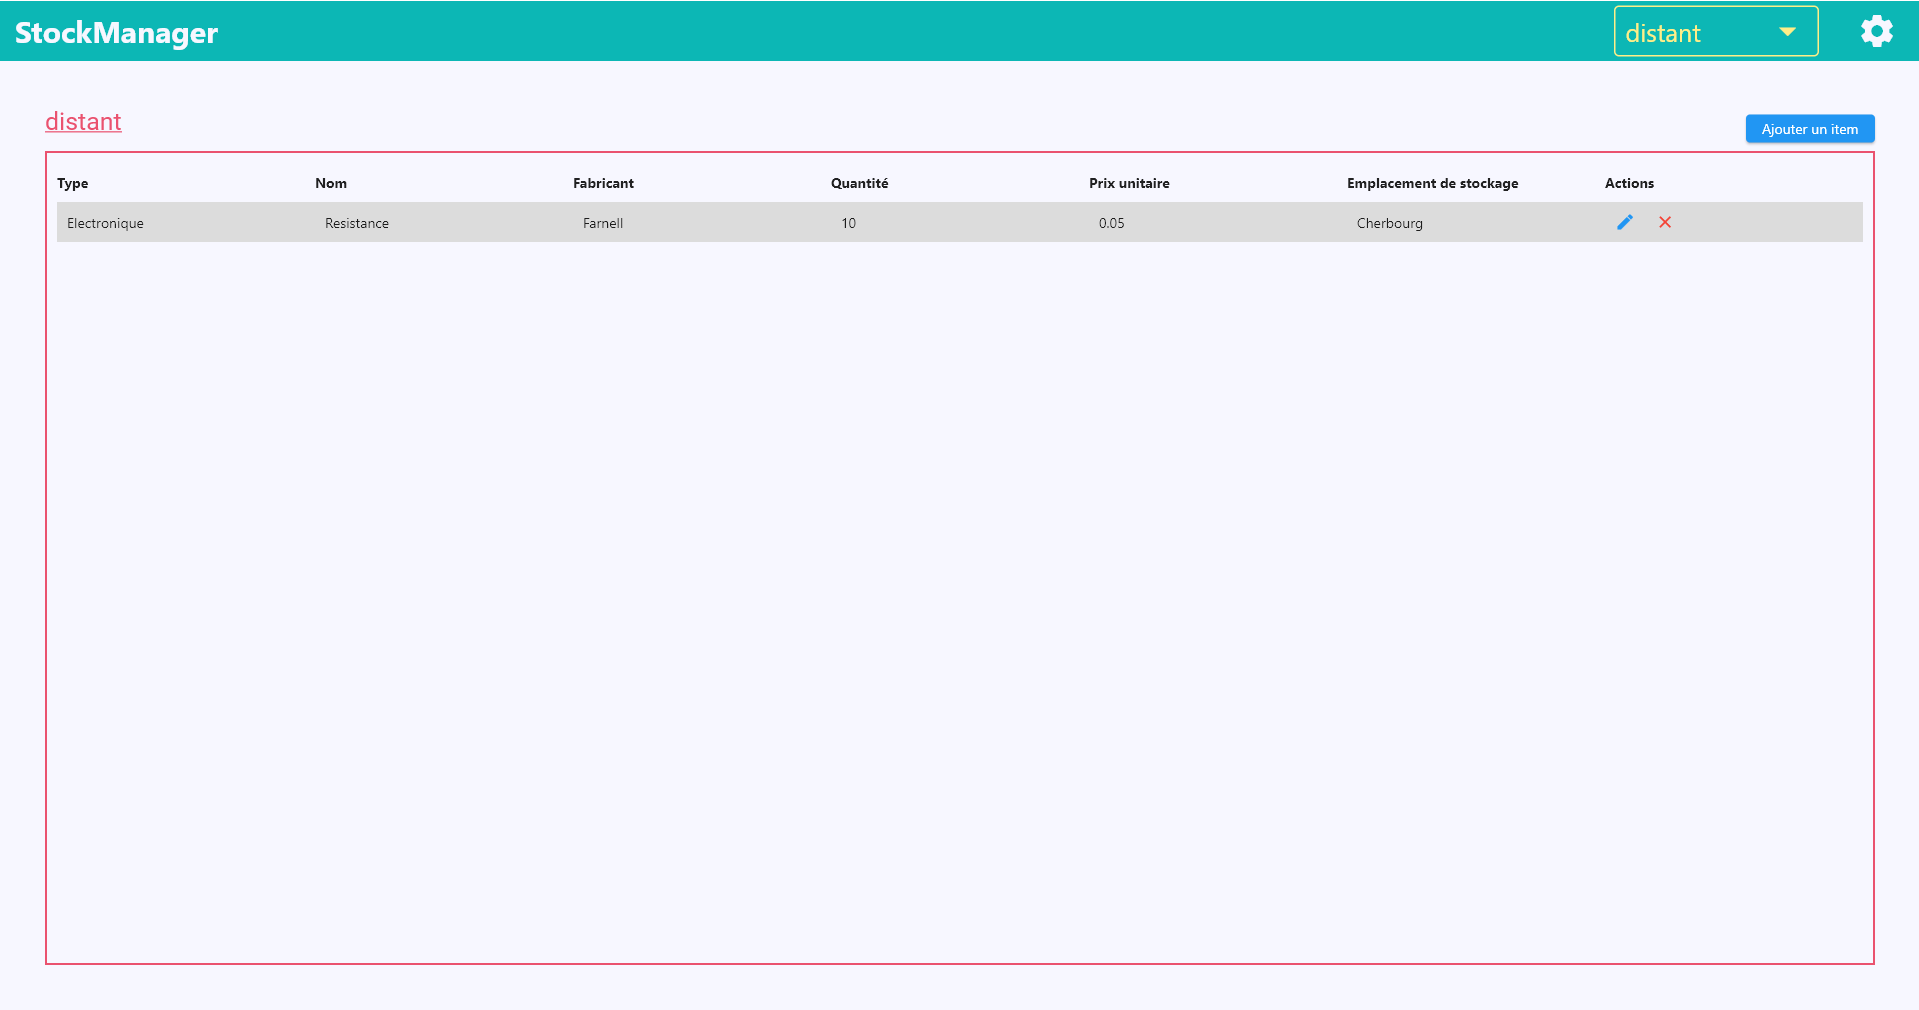 StockManager distant
distant
Ajouter un item
Type Nom Fabricant Quantité Prix unitaire Emplacement de stockage Actions
Electronique Resistance Farnell 10 0.05 Cherbourg